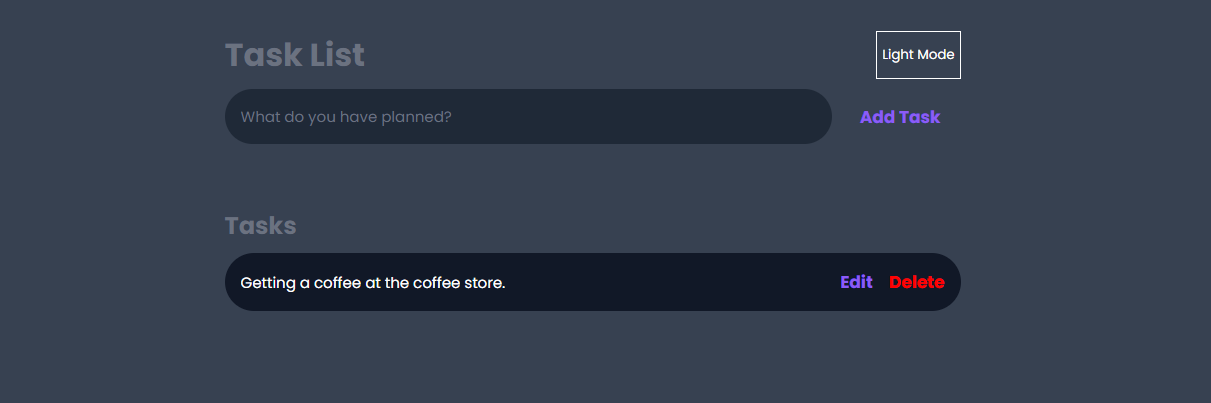 Task List
Light Mode
What do you have planned?
Add Task
Tasks
Getting a coffee at the coffee store.
Edit
Delete